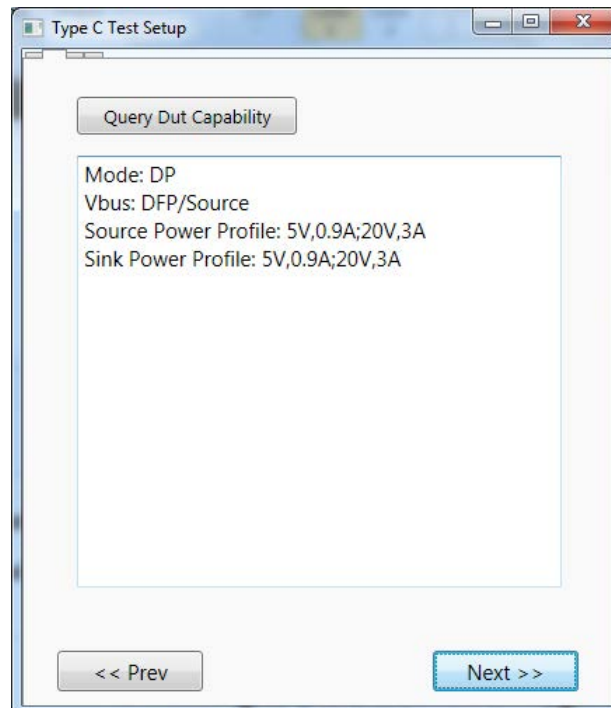 Type C Test Setup
Query Dut Capability
Mode: DP
Vbus: DFP/Source
Source Power Profile: 5V,0.9A;20V,3A
Sink Power Profile: 5V,0.9A;20V,3A
<< Prev
Next >>